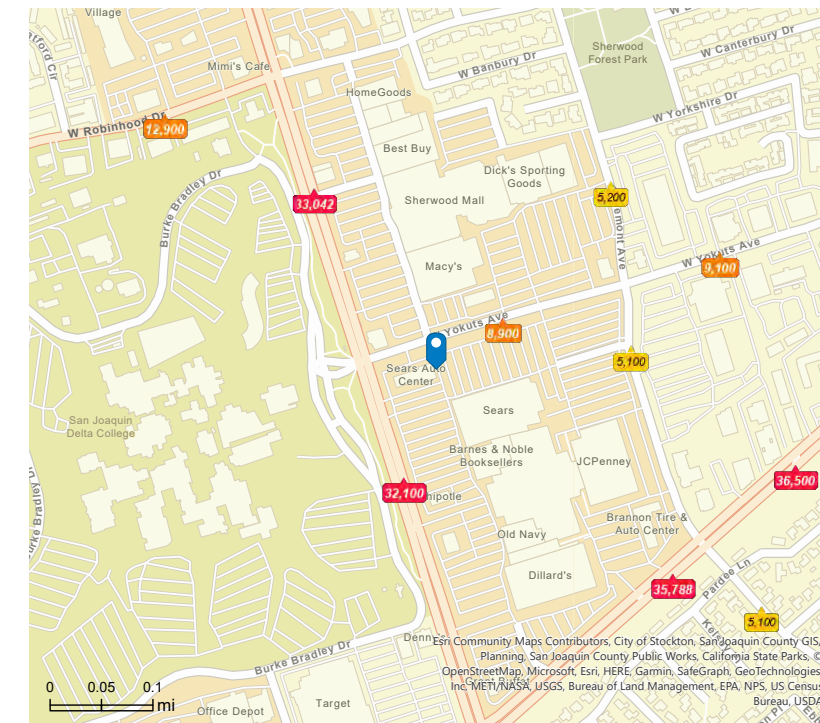 Village
Sherwood
Forest Park
W Canterbury Dr
Mimi's Cafe
W Banbury Dr
HomeGoods
W Robinhood Dr
12,900
W Yorkshire Dr
Best Buy
Dick's Sporting
Goods
Burke Bradley Dr
33,042
Sherwood Mall
5,200
W Yokuts Ave
9,100
Macy's
Yokuts Ave
8,900
5,100
Sears Auto
Center
Sears
San Joaquin
Delta College
Barnes & Noble
Booksellers
JCPenney
36,500
32,100
Old Navy
Brannon Tire &
Auto Center
Dillard's
35,788
Pardee Ln
5,100
Burke Bradley Dr
Esri Community Maps Contributors, City of Stockton, San Joaquin County GIS,
Planning, San Joaquin County Public Works, California State Parks, ©
OpenStreetMap, Microsoft, Esri, HERE, Garmin, SafeGraph, GeoTechnologies,
Inc, METI/NASA, USGS, Bureau of Land Management, EPA, NPS, US Census
Bureau, USDA
0 0.05 0.1
mi
Office Depot
Target